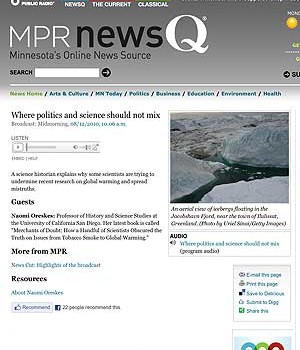 PUBLIC RADIO™ NEWS THE CURRENT CLASSICAL
MPR newsQ
Minnesota's Online News Source
SEARCH
News Home / Arts & Culture / MN Today / Politics / Business / Education / Environment / Health
Where politics and science should not mix
Broadcast: Midmorning, 08/12/2010, 10:06 a.m.
LISTEN
EMBED | HELP
A science historian explains why some scientists are trying to
undermine recent research on global warming and spread
mistruths.
Guests
Naomi Oreskes: Professor of History and Science Studies at
the University of California San Diego. Her latest book is called
"Merchants of Doubt: How a Handful of Scientists Obscured the
Truth on Issues from Tobacco Smoke to Global Warming."
More from MPR
News Cut: Highlights of the broadcast
Resources
About Naomi Oreskes
Recommend 22 people recommend this.
An aerial view of icebergs floating in the
Jacobshavn Fjord, near the town of Ilulissat,
Greenland. (Photo by Uriel Sinai/Getty Images)
AUDIO
Where politics and science should not mix
(program audio)
E-mail this page
Print this page
Save to Delicious
Submit to Digg
Share this